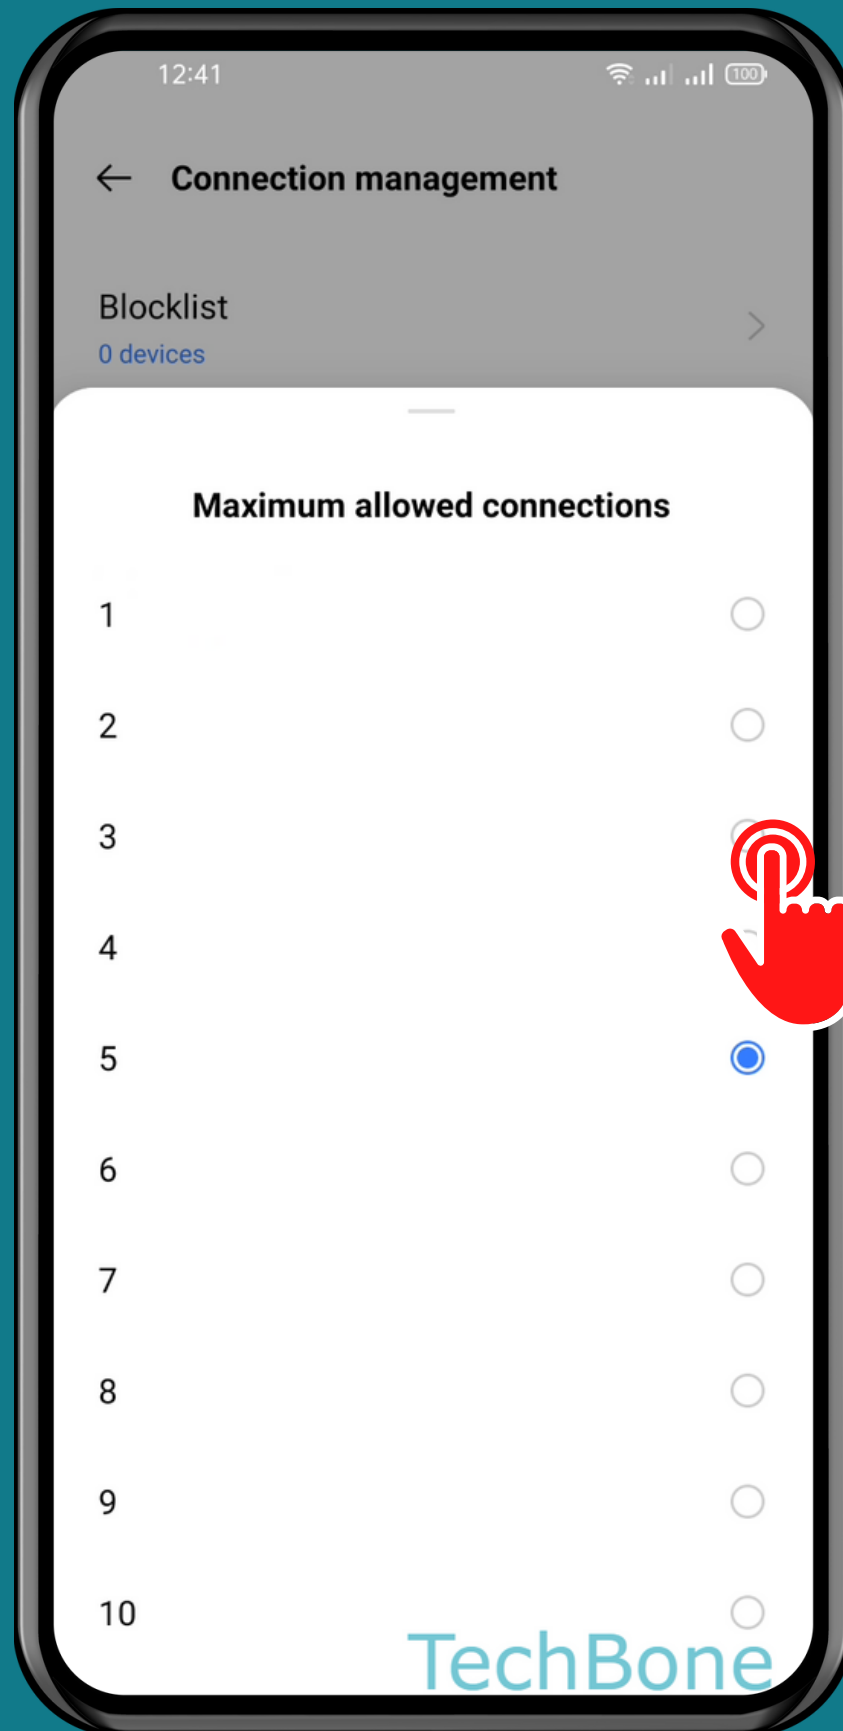 12:41
100
Connection management
Blocklist
0 devices
Maximum allowed connections
1
2
3
4
5
6
7
8
9
10
TechBone